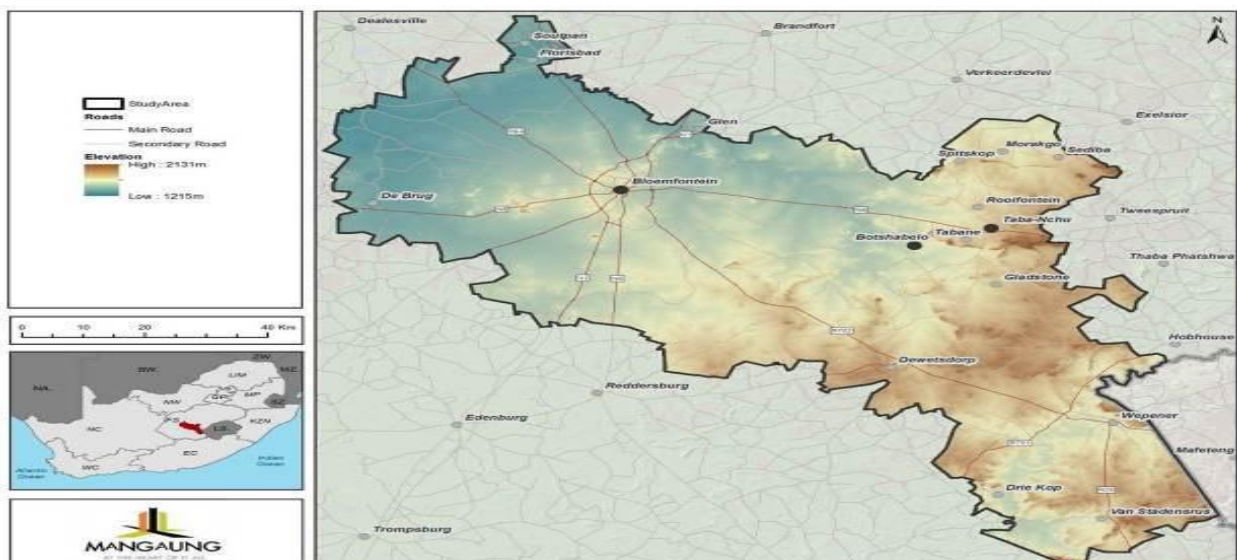 StudyArea
Roads
Main Road
Secondary Road
Elevation
High : 2131m
Low : 1215m
0 10 20 40 Km
NA.
BW.
ZW.
MZ.
LIM
NW
GP
MP
FS
KZN
LS.
NC
EC
WC
Atlantic
Ocean
Indian
Ocean
MANGAUNG
N
Dealesville
Brandfort
Soutpan
Florisbad
Verkeerdevlei
Glen
Exelsior
Morakgo
Spitskop
Sediba
Bloemfontein
De Brug
Rooifontein
Tweespruit
Taba-Nchu
Botshabelo
Tabane
Thaba Phatshwa
Gladstone
Hobhouse
Dewetsdorp
Reddersburg
Edenburg
Wepener
Mafeteng
Drie Kop
Van Stadensrus
Trompsburg